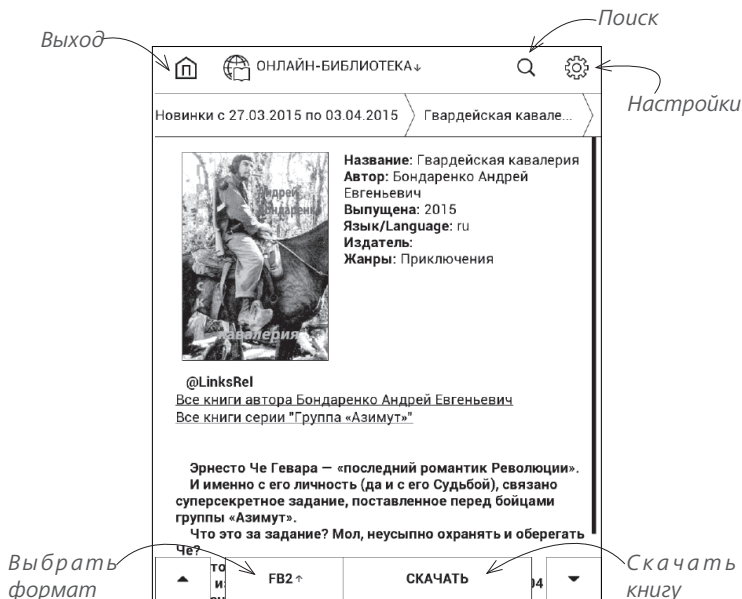 Поиск
Выход
ОНЛАЙН-БИБЛИОТЕКА↓
Настройки
Новинки с 27.03.2015 по 03.04.2015 Гвардейская кавале...
Андрей
Бондаренко
кавалерия
Название: Гвардейская кавалерия
Автор: Бондаренко Андрей
Евгеньевич
Выпущена: 2015
Язык/Language: ru
Издатель:
Жанры: Приключения
@LinksRel
Все книги автора Бондаренко Андрей Евгеньевич
Все книги серии "Группа «Азимут»"
Эрнесто Че Гевара — «последний романтик Революции».
И именно с его личность (да и с его Судьбой), связано
суперсекретное задание, поставленное перед бойцами
группы «Азимут».
Что это за задание? Мол, неусыпно охранять и оберегать
Че?
Выбрать
формат
FB2↑
СКАЧАТЬ
Скачать
книгу